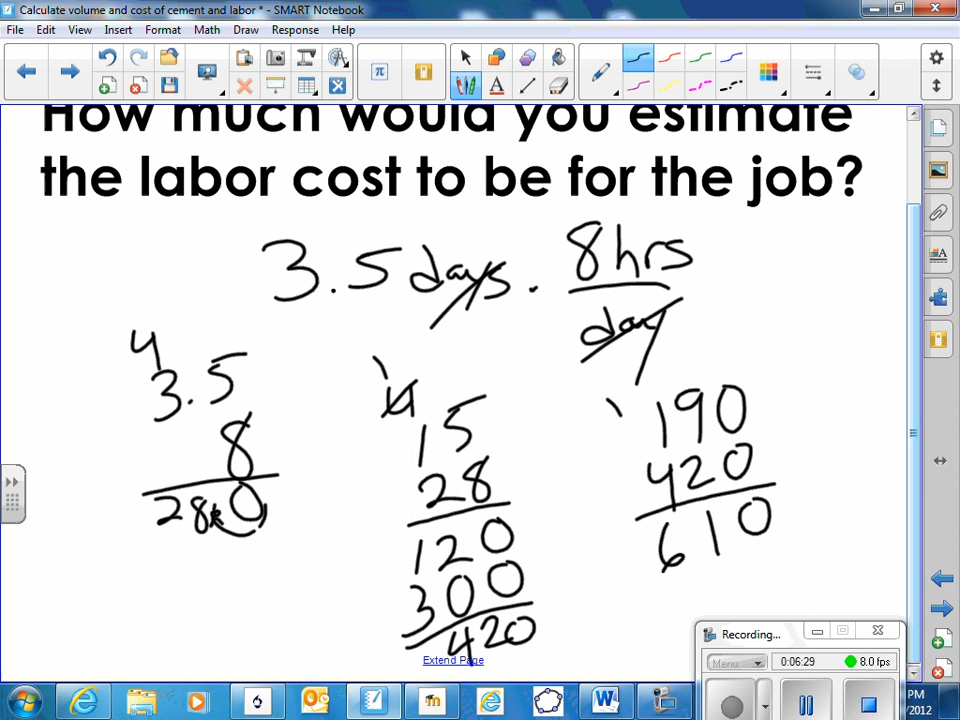 Calculate volume and cost of cement and labor * - SMART Notebook
File Edit View Insert Format Math Draw Response Help
How much would you estimate
the labor cost to be for the job?
3.5 days . 8 hrs
day
4
3.5
8
28.0
1
4
15
28
120
300
420
1
190
420
610
Extend Page
Recording...
Menu
0:06:29
8.0 fps
PM
/2012